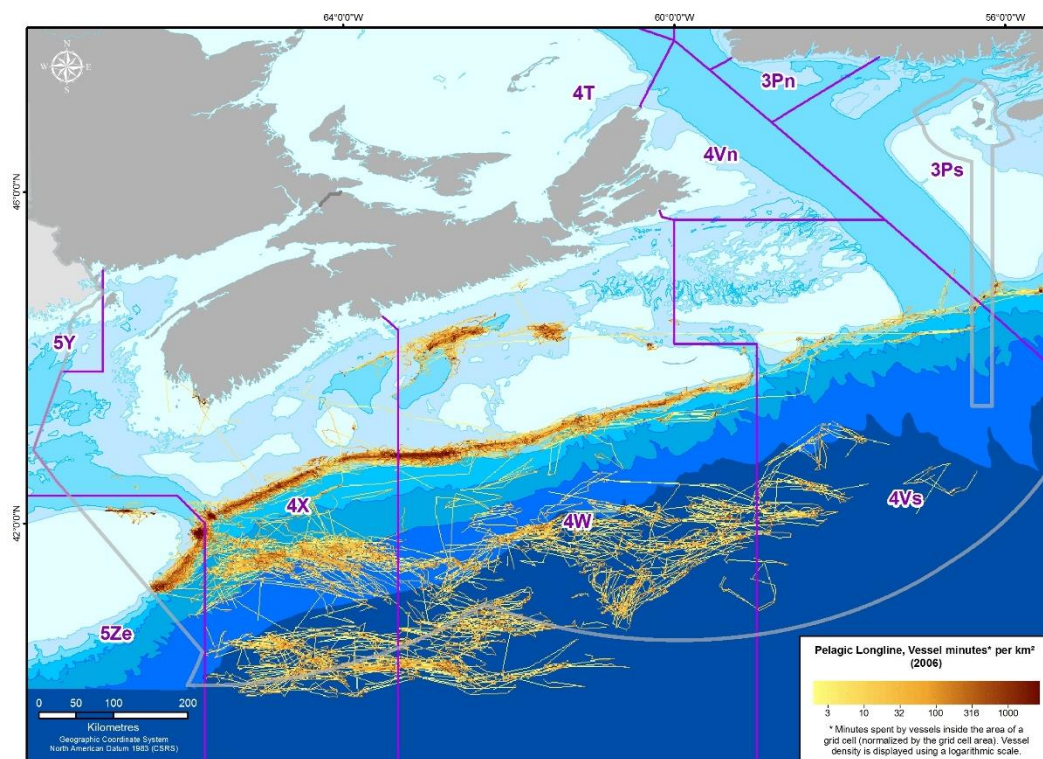 64°0'0"W 60°0'0"W 56°0'0"W
N
W E
S
4T
3Pn
4Vn
3Ps
46°0'0"N
5Y
4X
4W
4Vs
42°0'0"N
5Ze
0 50 100 200
Kilometres
Geographic Coordinate System
North American Datum 1983 (CSRS)
Pelagic Longline, Vessel minutes* per km²
(2006)
3 10 32 100 316 1000
* Minutes spent by vessels inside the area of a
grid cell (normalized by the grid cell area). Vessel
density is displayed using a logarithmic scale.